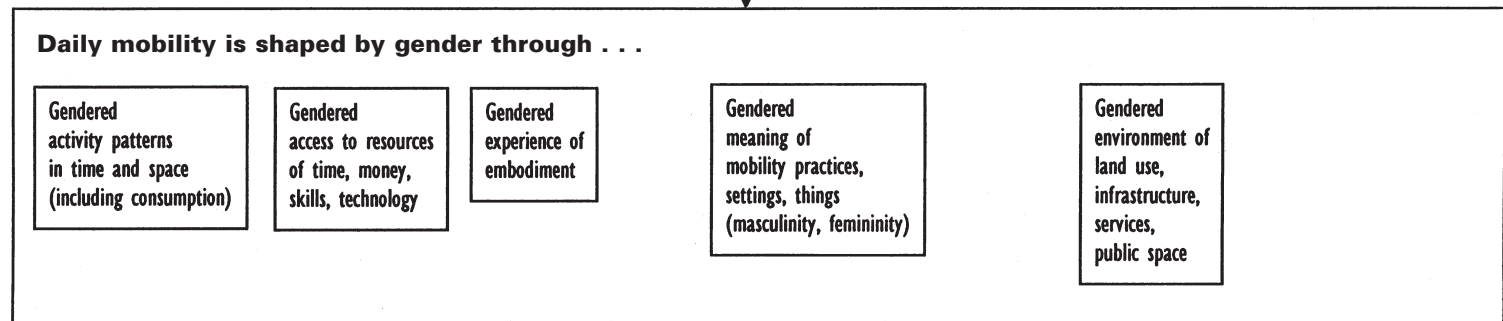 Daily mobility is shaped by gender through . . .
Gendered
activity patterns
in time and space
(including consumption)
Gendered
access to resources
of time, money,
skills, technology
Gendered
experience of
embodiment
Gendered
meaning of
mobility practices,
settings, things
(masculinity, femininity)
Gendered
environment of
land use,
infrastructure,
services,
public space